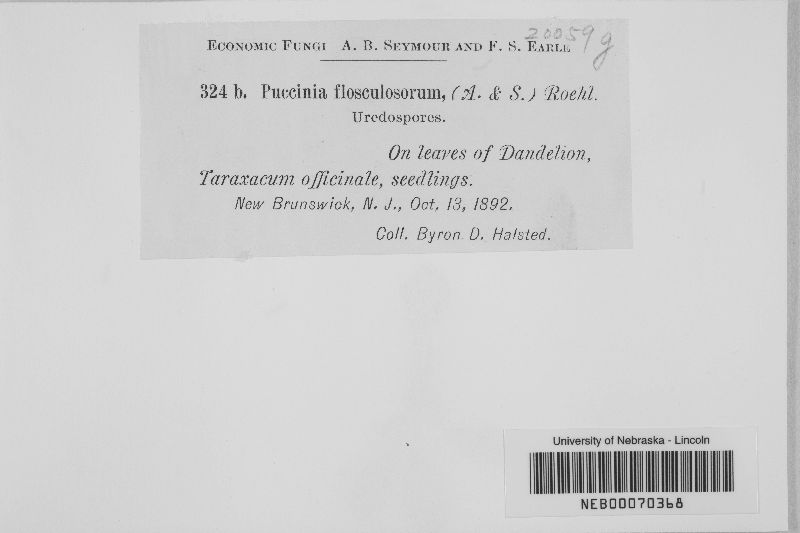 20059g
Economic Fungi A. B. Seymour and F. S. Earle
324 b. Puccinia flosculosorum, (A. & S.) Roehl.
Uredospores.
On leaves of Dandelion,
Taraxacum officinale, seedlings.
New Brunswick, N. J., Oct. 13, 1892.
Coll. Byron D. Halsted.
University of Nebraska - Lincoln
NEB00070368